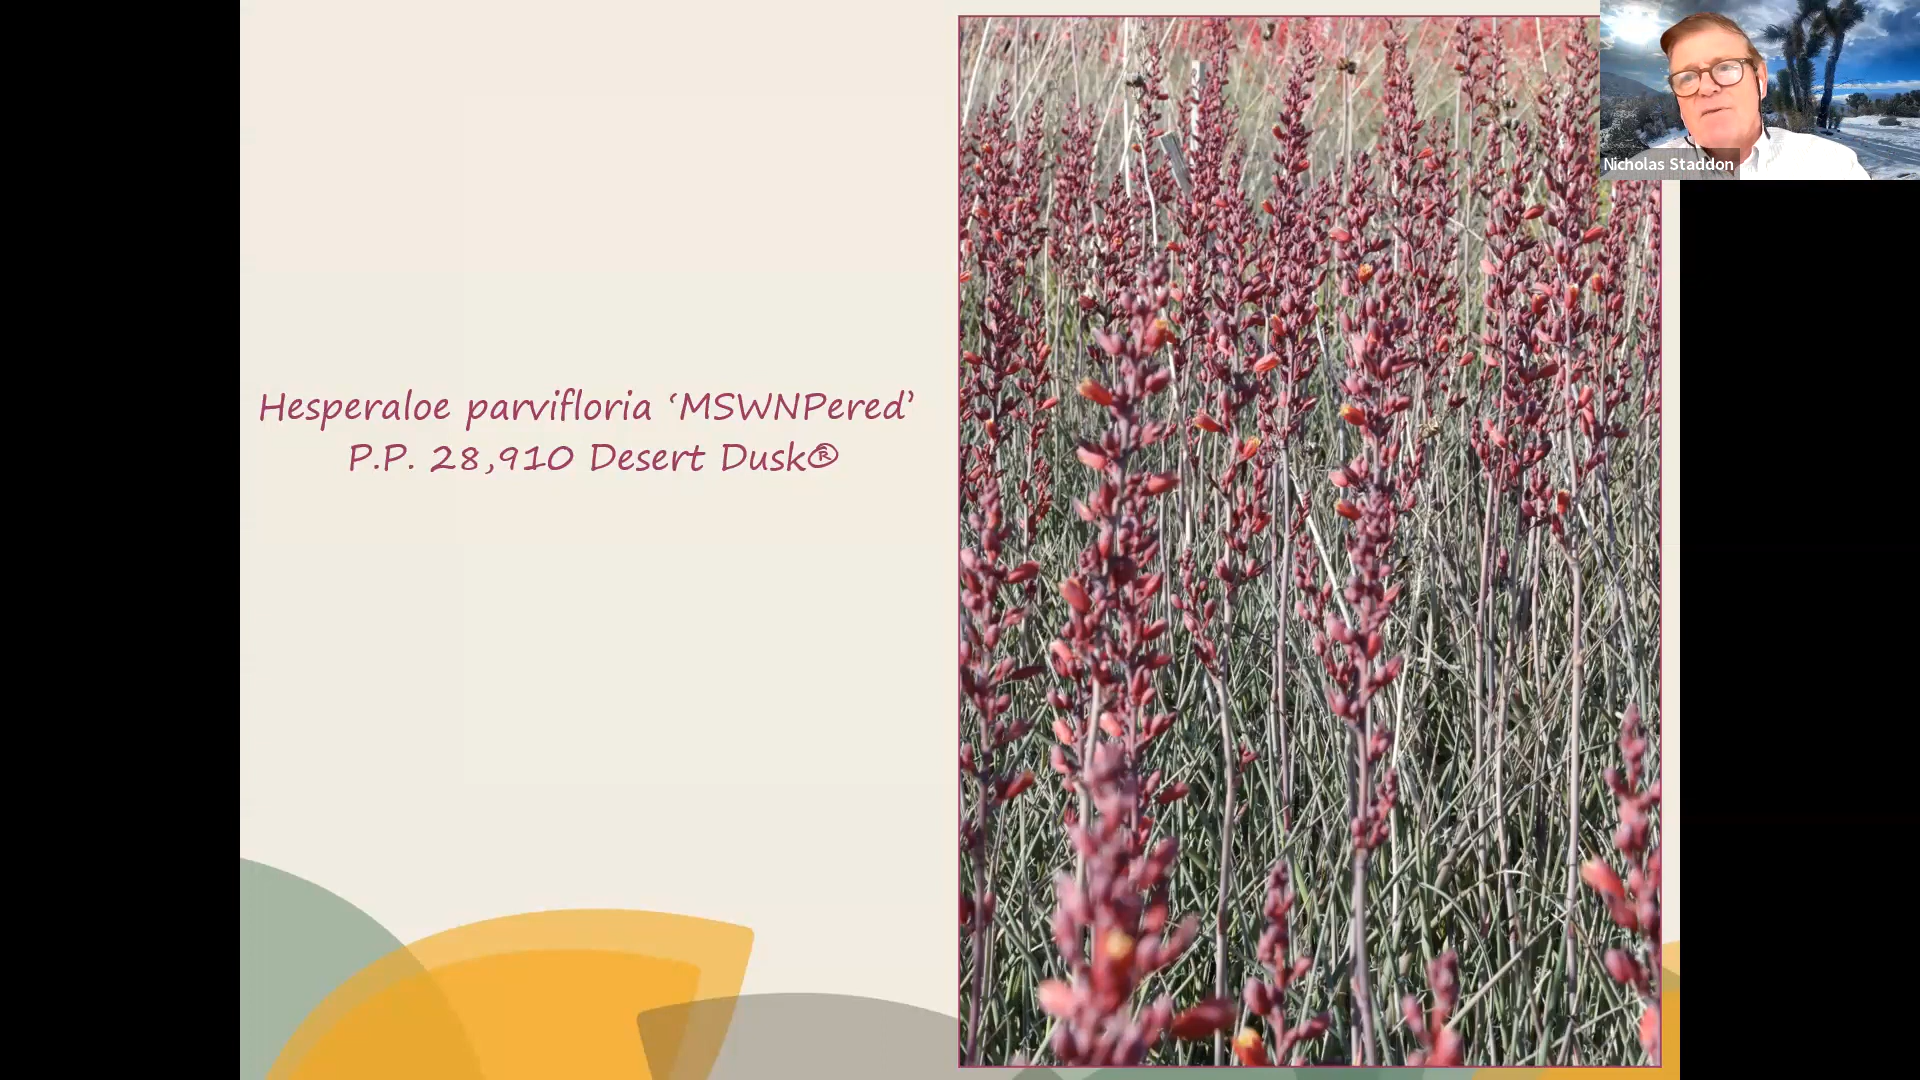 Hesperaloe parvifloria ‘MSWNPered’
P.P. 28,910 Desert Dusk®
Nicholas Staddon